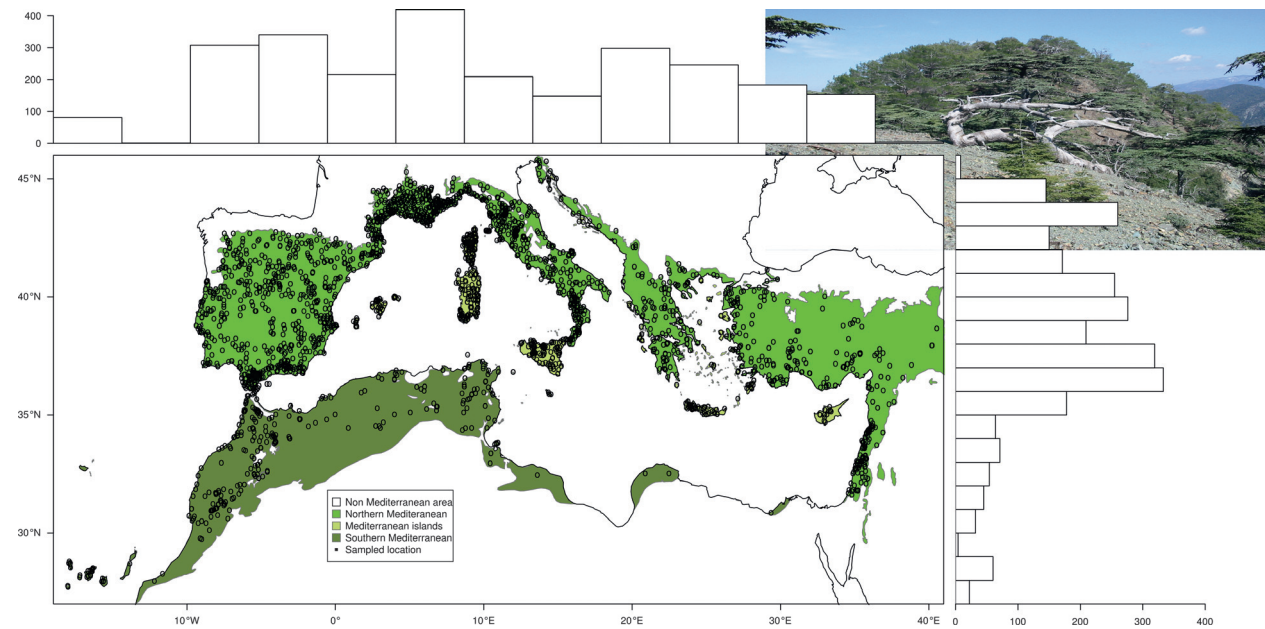 400
300
200
100
0
45°N
40°N
35°N
30°N
Non Mediterranean area
Northern Mediteranean
Mediterranean islands
Southern Mediterranean
Sampled location
10°W
0°
10°E
20°E
30°E
40°E
0
100
200
300
400